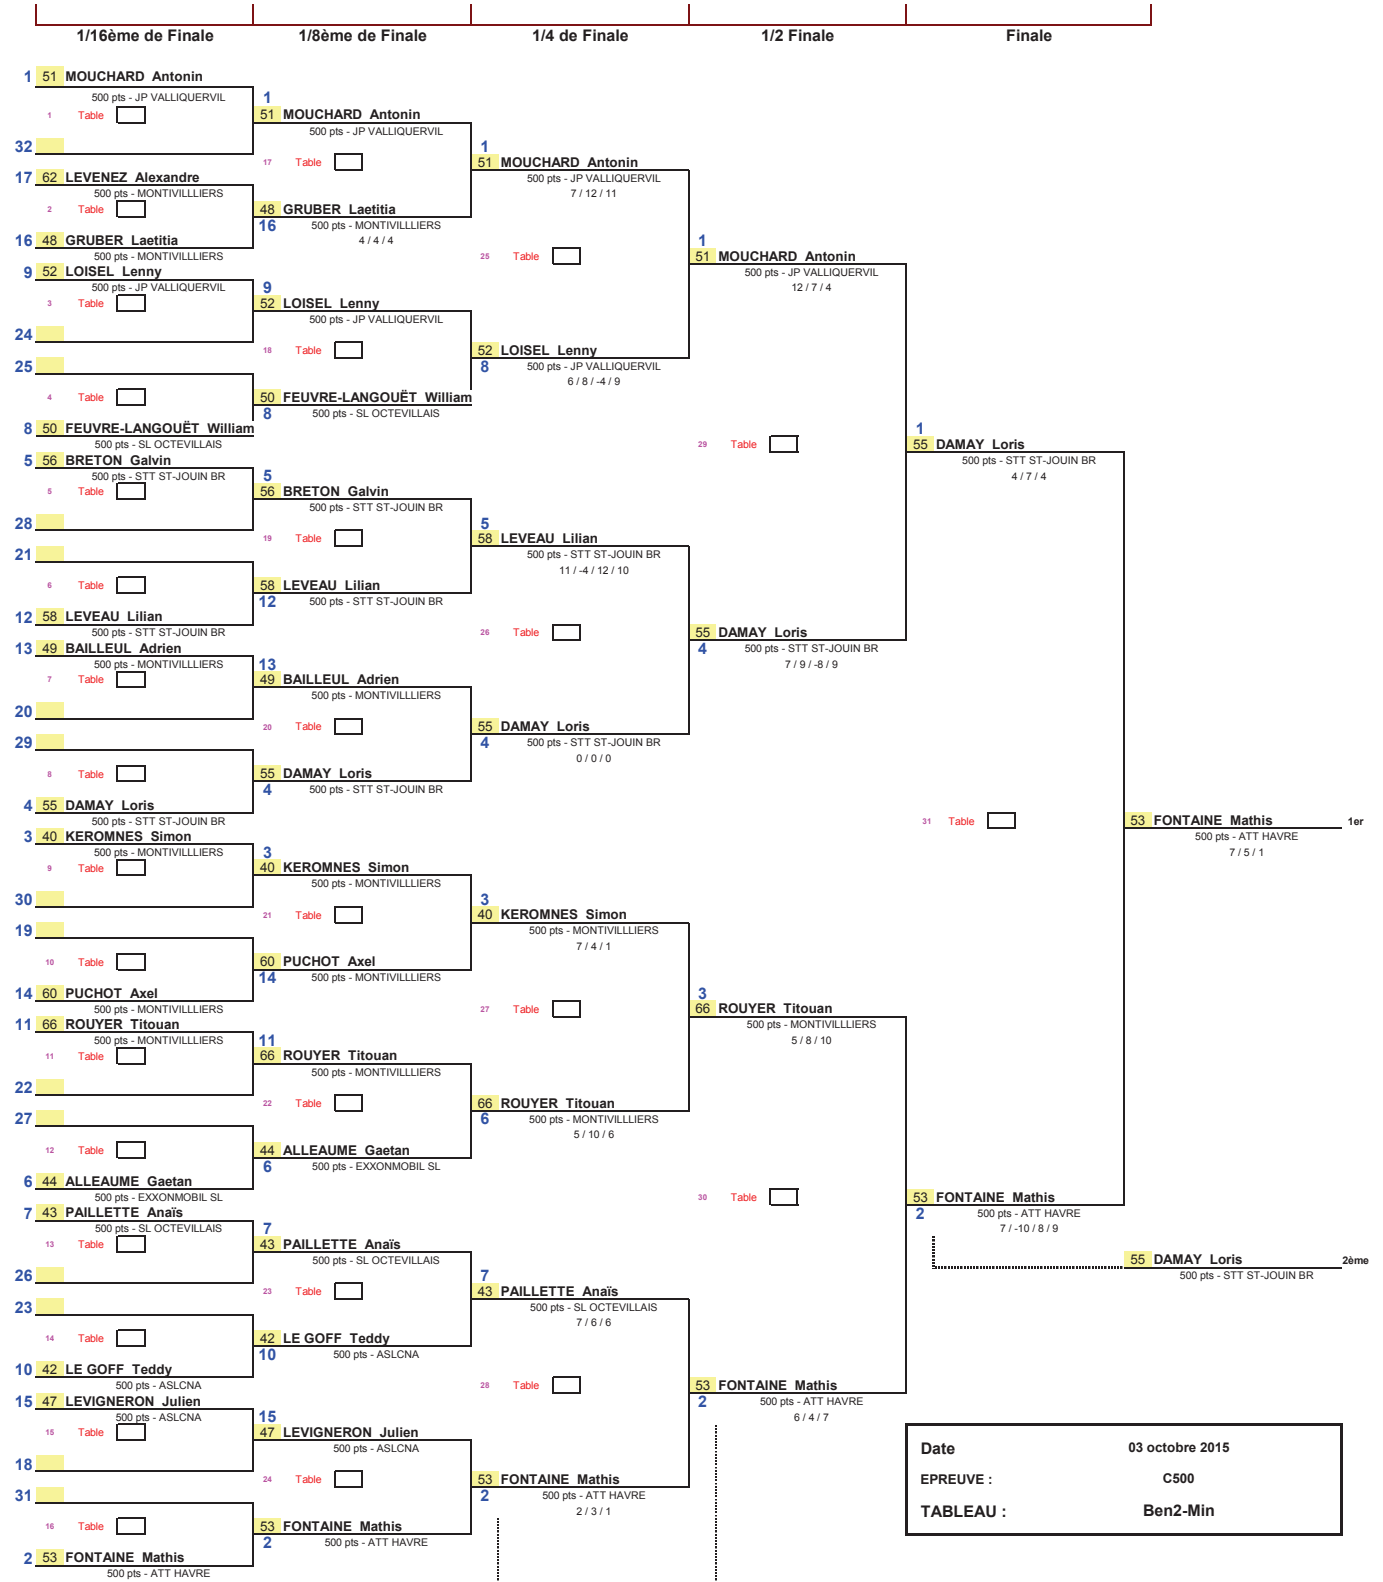 1/16ème de Finale 1/8ème de Finale 1/4 de Finale 1/2 Finale Finale
1 51 MOUCHARD Antonin
500 pts - JP VALLIQUERVIL
1 Table
32
17 62 LEVENEZ Alexandre
500 pts - MONTIVILLLIERS
2 Table
16 48 GRUBER Laetitia
500 pts - MONTIVILLLIERS
9 52 LOISEL Lenny
500 pts - JP VALLIQUERVIL
3 Table
24
25
4 Table
8 50 FEUVRE-LANGOUËT William
500 pts - SL OCTEVILLAIS
5 56 BRETON Galvin
500 pts - STT ST-JOUIN BR
5 Table
28
21
6 Table
12 58 LEVEAU Lilian
500 pts - STT ST-JOUIN BR
13 49 BAILLEUL Adrien
500 pts - MONTIVILLLIERS
7 Table
20
29
8 Table
4 55 DAMAY Loris
500 pts - STT ST-JOUIN BR
3 40 KEROMNES Simon
500 pts - MONTIVILLLIERS
9 Table
30
19
10 Table
14 60 PUCHOT Axel
500 pts - MONTIVILLLIERS
11 66 ROUYER Titouan
500 pts - MONTIVILLLIERS
11 Table
22
27
12 Table
6 44 ALLEAUME Gaetan
500 pts - EXXONMOBIL SL
7 43 PAILLETTE Anaïs
500 pts - SL OCTEVILLAIS
13 Table
26
23
14 Table
10 42 LE GOFF Teddy
500 pts - ASLCNA
15 47 LEVIGNERON Julien
500 pts - ASLCNA
15 Table
18
31
16 Table
2 53 FONTAINE Mathis
500 pts - ATT HAVRE
1
51 MOUCHARD Antonin
500 pts - JP VALLIQUERVIL
17 Table
48 GRUBER Laetitia
16 500 pts - MONTIVILLLIERS
4 / 4 / 4
9
52 LOISEL Lenny
500 pts - JP VALLIQUERVIL
18 Table
50 FEUVRE-LANGOUËT William
8 500 pts - SL OCTEVILLAIS
5
56 BRETON Galvin
500 pts - STT ST-JOUIN BR
19 Table
58 LEVEAU Lilian
12 500 pts - STT ST-JOUIN BR
13
49 BAILLEUL Adrien
500 pts - MONTIVILLLIERS
20 Table
55 DAMAY Loris
4 500 pts - STT ST-JOUIN BR
3
40 KEROMNES Simon
500 pts - MONTIVILLLIERS
21 Table
60 PUCHOT Axel
14 500 pts - MONTIVILLLIERS
11
66 ROUYER Titouan
500 pts - MONTIVILLLIERS
22 Table
44 ALLEAUME Gaetan
6 500 pts - EXXONMOBIL SL
7
43 PAILLETTE Anaïs
500 pts - SL OCTEVILLAIS
23 Table
42 LE GOFF Teddy
10 500 pts - ASLCNA
15
47 LEVIGNERON Julien
500 pts - ASLCNA
24 Table
53 FONTAINE Mathis
2 500 pts - ATT HAVRE
1
51 MOUCHARD Antonin
500 pts - JP VALLIQUERVIL
7 / 12 / 11
25 Table
52 LOISEL Lenny
8 500 pts - JP VALLIQUERVIL
6 / 8 / -4 / 9
5
58 LEVEAU Lilian
500 pts - STT ST-JOUIN BR
11 / -4 / 12 / 10
26 Table
55 DAMAY Loris
4 500 pts - STT ST-JOUIN BR
0 / 0 / 0
3
40 KEROMNES Simon
500 pts - MONTIVILLLIERS
7 / 4 / 1
27 Table
66 ROUYER Titouan
6 500 pts - MONTIVILLLIERS
5 / 10 / 6
7
43 PAILLETTE Anaïs
500 pts - SL OCTEVILLAIS
7 / 6 / 6
28 Table
53 FONTAINE Mathis
2 500 pts - ATT HAVRE
2 / 3 / 1
1
51 MOUCHARD Antonin
500 pts - JP VALLIQUERVIL
12 / 7 / 4
29 Table
55 DAMAY Loris
4 500 pts - STT ST-JOUIN BR
7 / 9 / -8 / 9
3
66 ROUYER Titouan
500 pts - MONTIVILLLIERS
5 / 8 / 10
30 Table
53 FONTAINE Mathis
2 500 pts - ATT HAVRE
6 / 4 / 7
1
55 DAMAY Loris
500 pts - STT ST-JOUIN BR
4 / 7 / 4
31 Table
53 FONTAINE Mathis
2 500 pts - ATT HAVRE
7 / -10 / 8 / 9
53 FONTAINE Mathis 1er
500 pts - ATT HAVRE
7 / 5 / 1
55 DAMAY Loris 2ème
500 pts - STT ST-JOUIN BR
Date 03 octobre 2015
EPREUVE : C500
TABLEAU : Ben2-Min